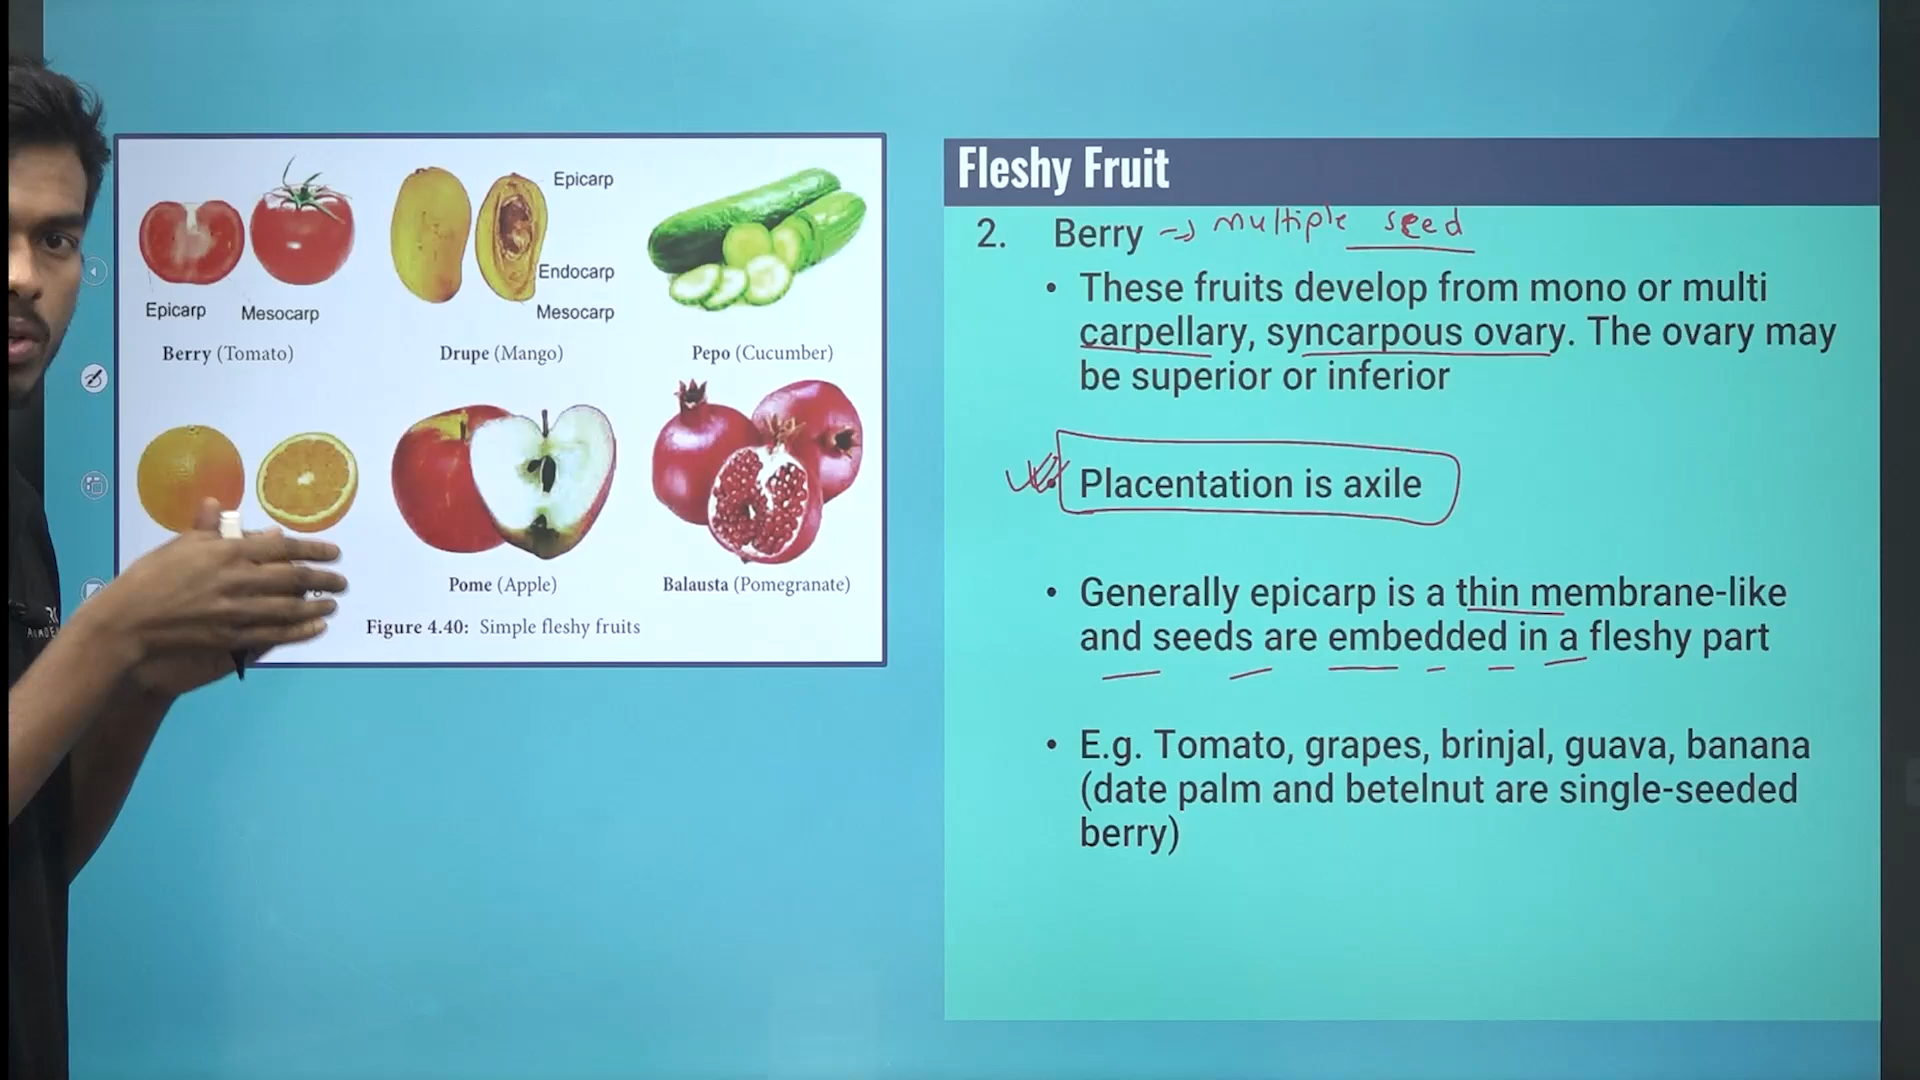 Epicarp
Epicarp
Mesocarp
Endocarp
Mesocarp
Berry (Tomato)
Drupe (Mango)
Pepo (Cucumber)
Pome (Apple)
Balausta (Pomegranate)
Figure 4.40: Simple fleshy fruits
Fleshy Fruit
2. Berry → multiple seed
• These fruits develop from mono or multi
carpellary, syncarpous ovary. The ovary may
be superior or inferior
Placentation is axile
• Generally epicarp is a thin membrane-like
and seeds are embedded in a fleshy part
• E.g. Tomato, grapes, brinjal, guava, banana
(date palm and betelnut are single-seeded
berry)